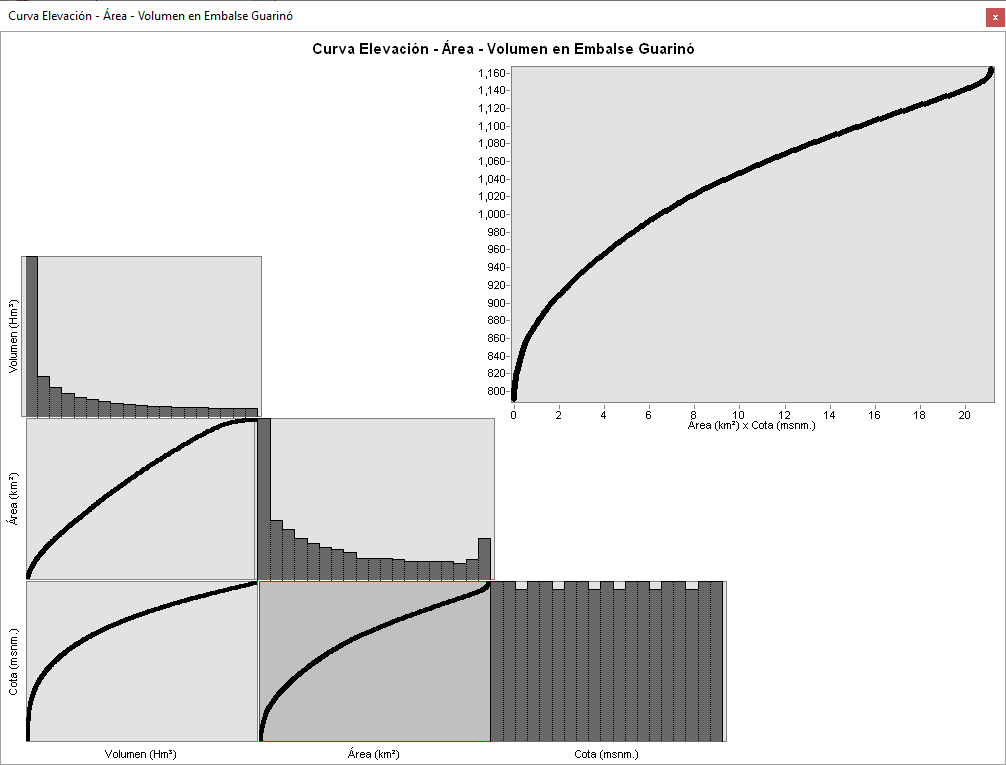 Curva Elevación - Área - Volumen en Embalse Guarinó
x
Curva Elevación - Área - Volumen en Embalse Guarinó
1,160
1,140
1,120
1,100
1,080
1,060
1,040
1,020
1,000
980
960
940
920
900
880
860
840
820
800
0 2 4 6 8 10 12 14 16 18 20
Área (km²) x Cota (msnm.)
Volumen (Hm³)
Área (km²)
Cota (msnm.)
Volumen (Hm³) Área (km²) Cota (msnm.)